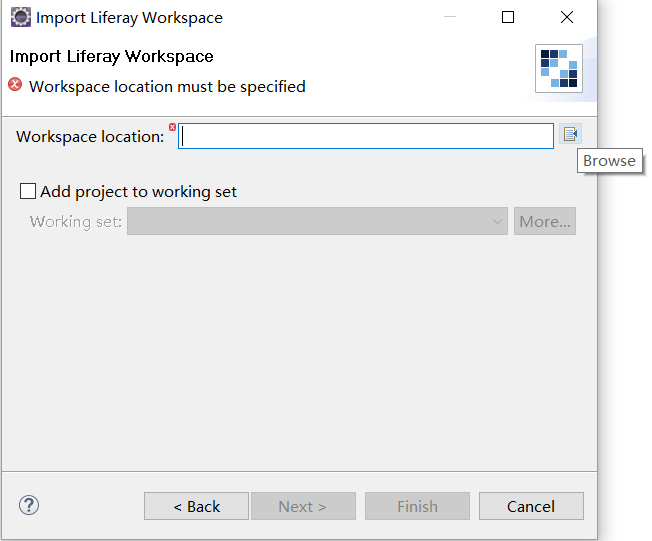 Import Liferay Workspace
Import Liferay Workspace
Workspace location must be specified
Workspace location:
Browse
Add project to working set
Working set:
More...
?
< Back
Next >
Finish
Cancel